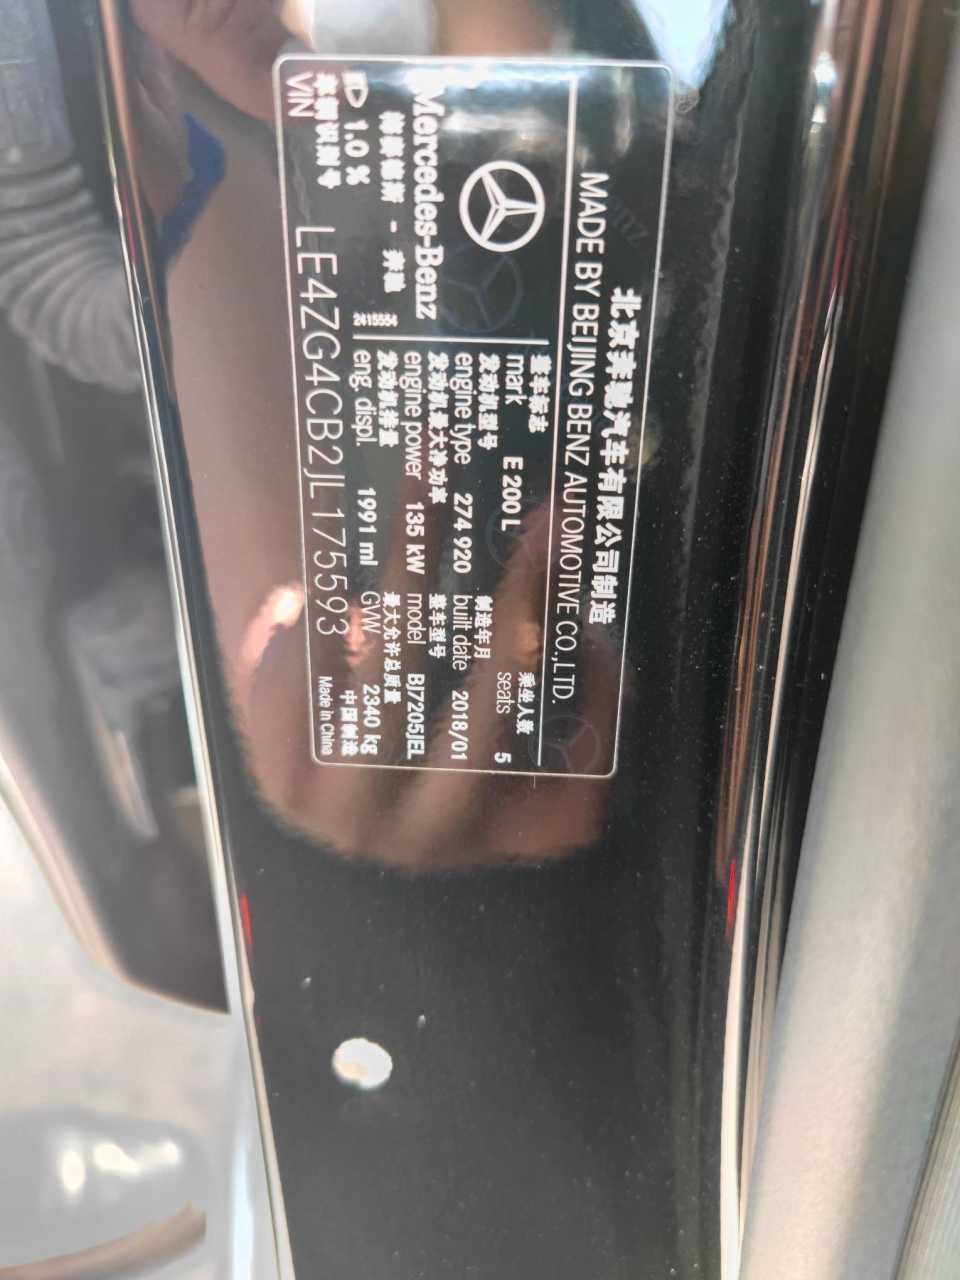 北京奔驰汽车有限公司制造
MADE BY BEIJING BENZ AUTOMOTIVE CO.,LTD.
Mercedes-Benz
梅赛德斯 - 奔驰
1.0 %
2415554
整车标志
mark E 200 L
乘坐人数
seats 5
发动机型号
engine type 274 920
制造年月
built date 2018/01
发动机最大净功率
engine power 135 kW
整车型号
model BJ7205JEL
发动机排量
eng. displ. 1991 ml
最大允许总质量
GVW 2340 kg
车辆识别号
VIN LE4ZG4CB2JL175593
中国制造
Made in China